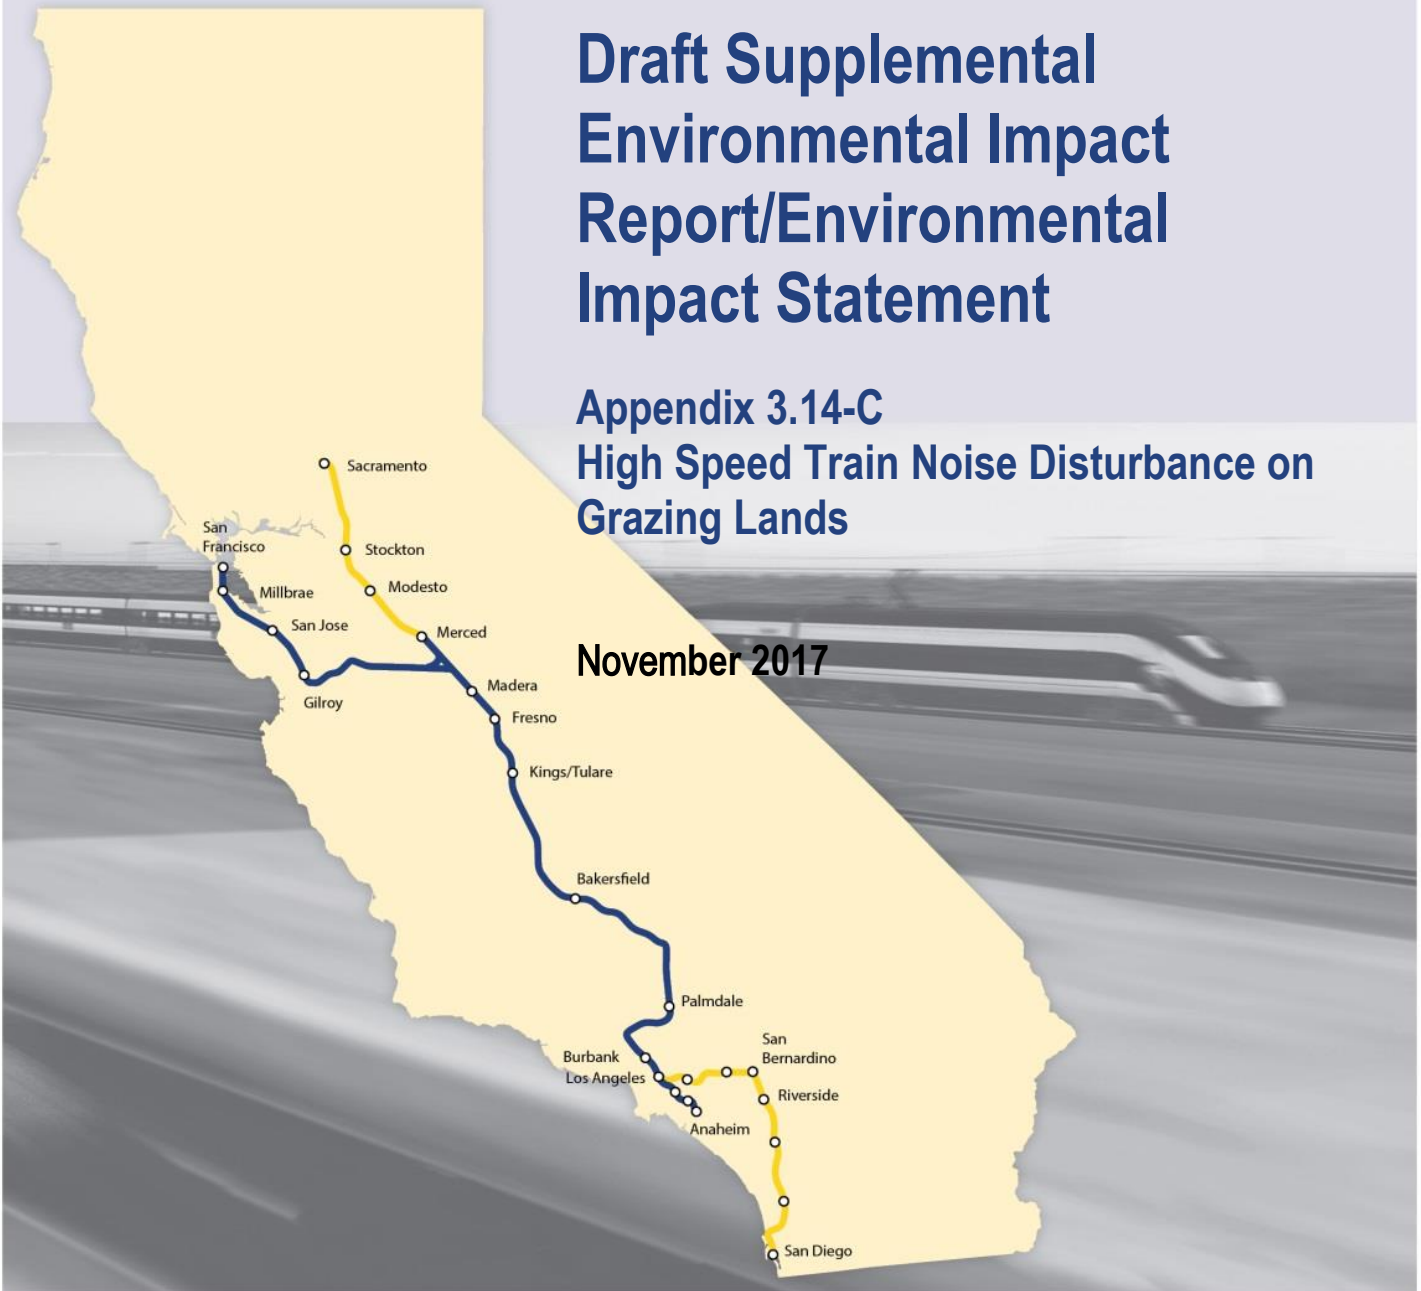 Draft Supplemental
Environmental Impact
Report/Environmental
Impact Statement
Appendix 3.14-C
High Speed Train Noise Disturbance on
Grazing Lands
November 2017
Sacramento
San
Francisco
Stockton
Millbrae
Modesto
San Jose
Merced
Gilroy
Madera
Fresno
Kings/Tulare
Bakersfield
Palmdale
San
Bernardino
Burbank
Los Angeles
Riverside
Anaheim
San Diego